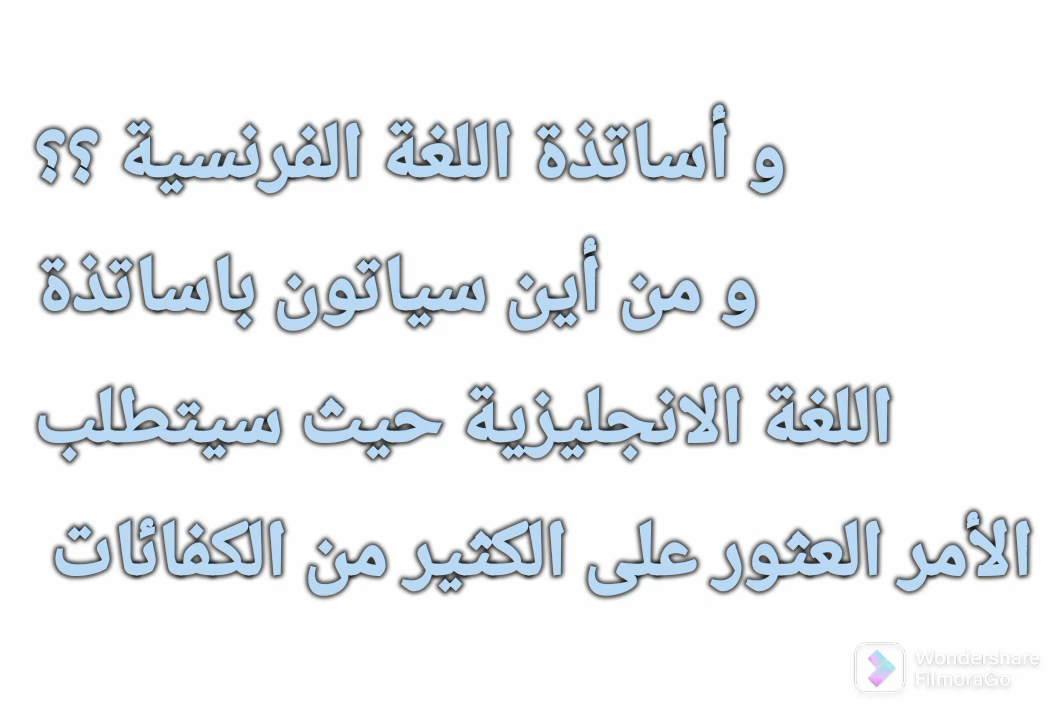 و أساتذة اللغة الفرنسية ؟؟
و من أين سياتون باساتذة
اللغة الانجليزية حيث سيتطلب
الأمر العثور على الكثير من الكفائات
Wondershare
FilmoraGo